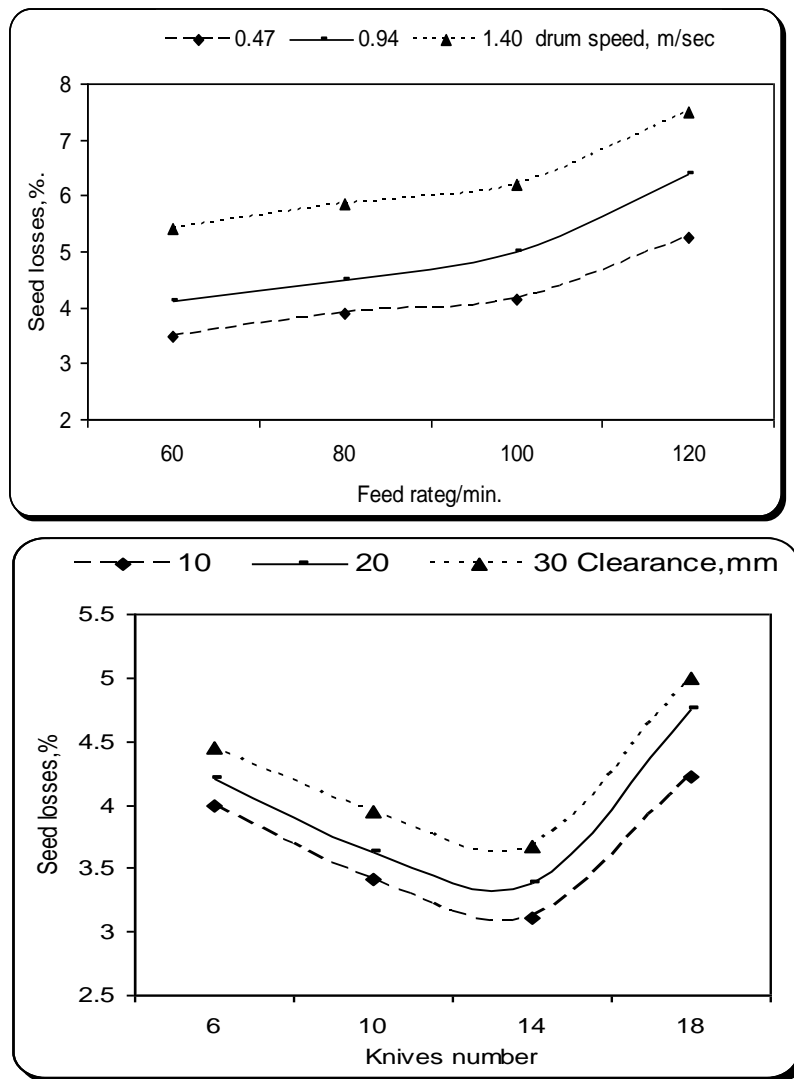 0.47 0.94 1.40 drum speed, m/sec
8
7
6
5
4
3
2
Seed losses,%.
60 80 100 120
Feed rateg/min.
10 20 30 Clearance,mm
5.5
5
4.5
4
3.5
3
2.5
Seed losses,%
6 10 14 18
Knives number